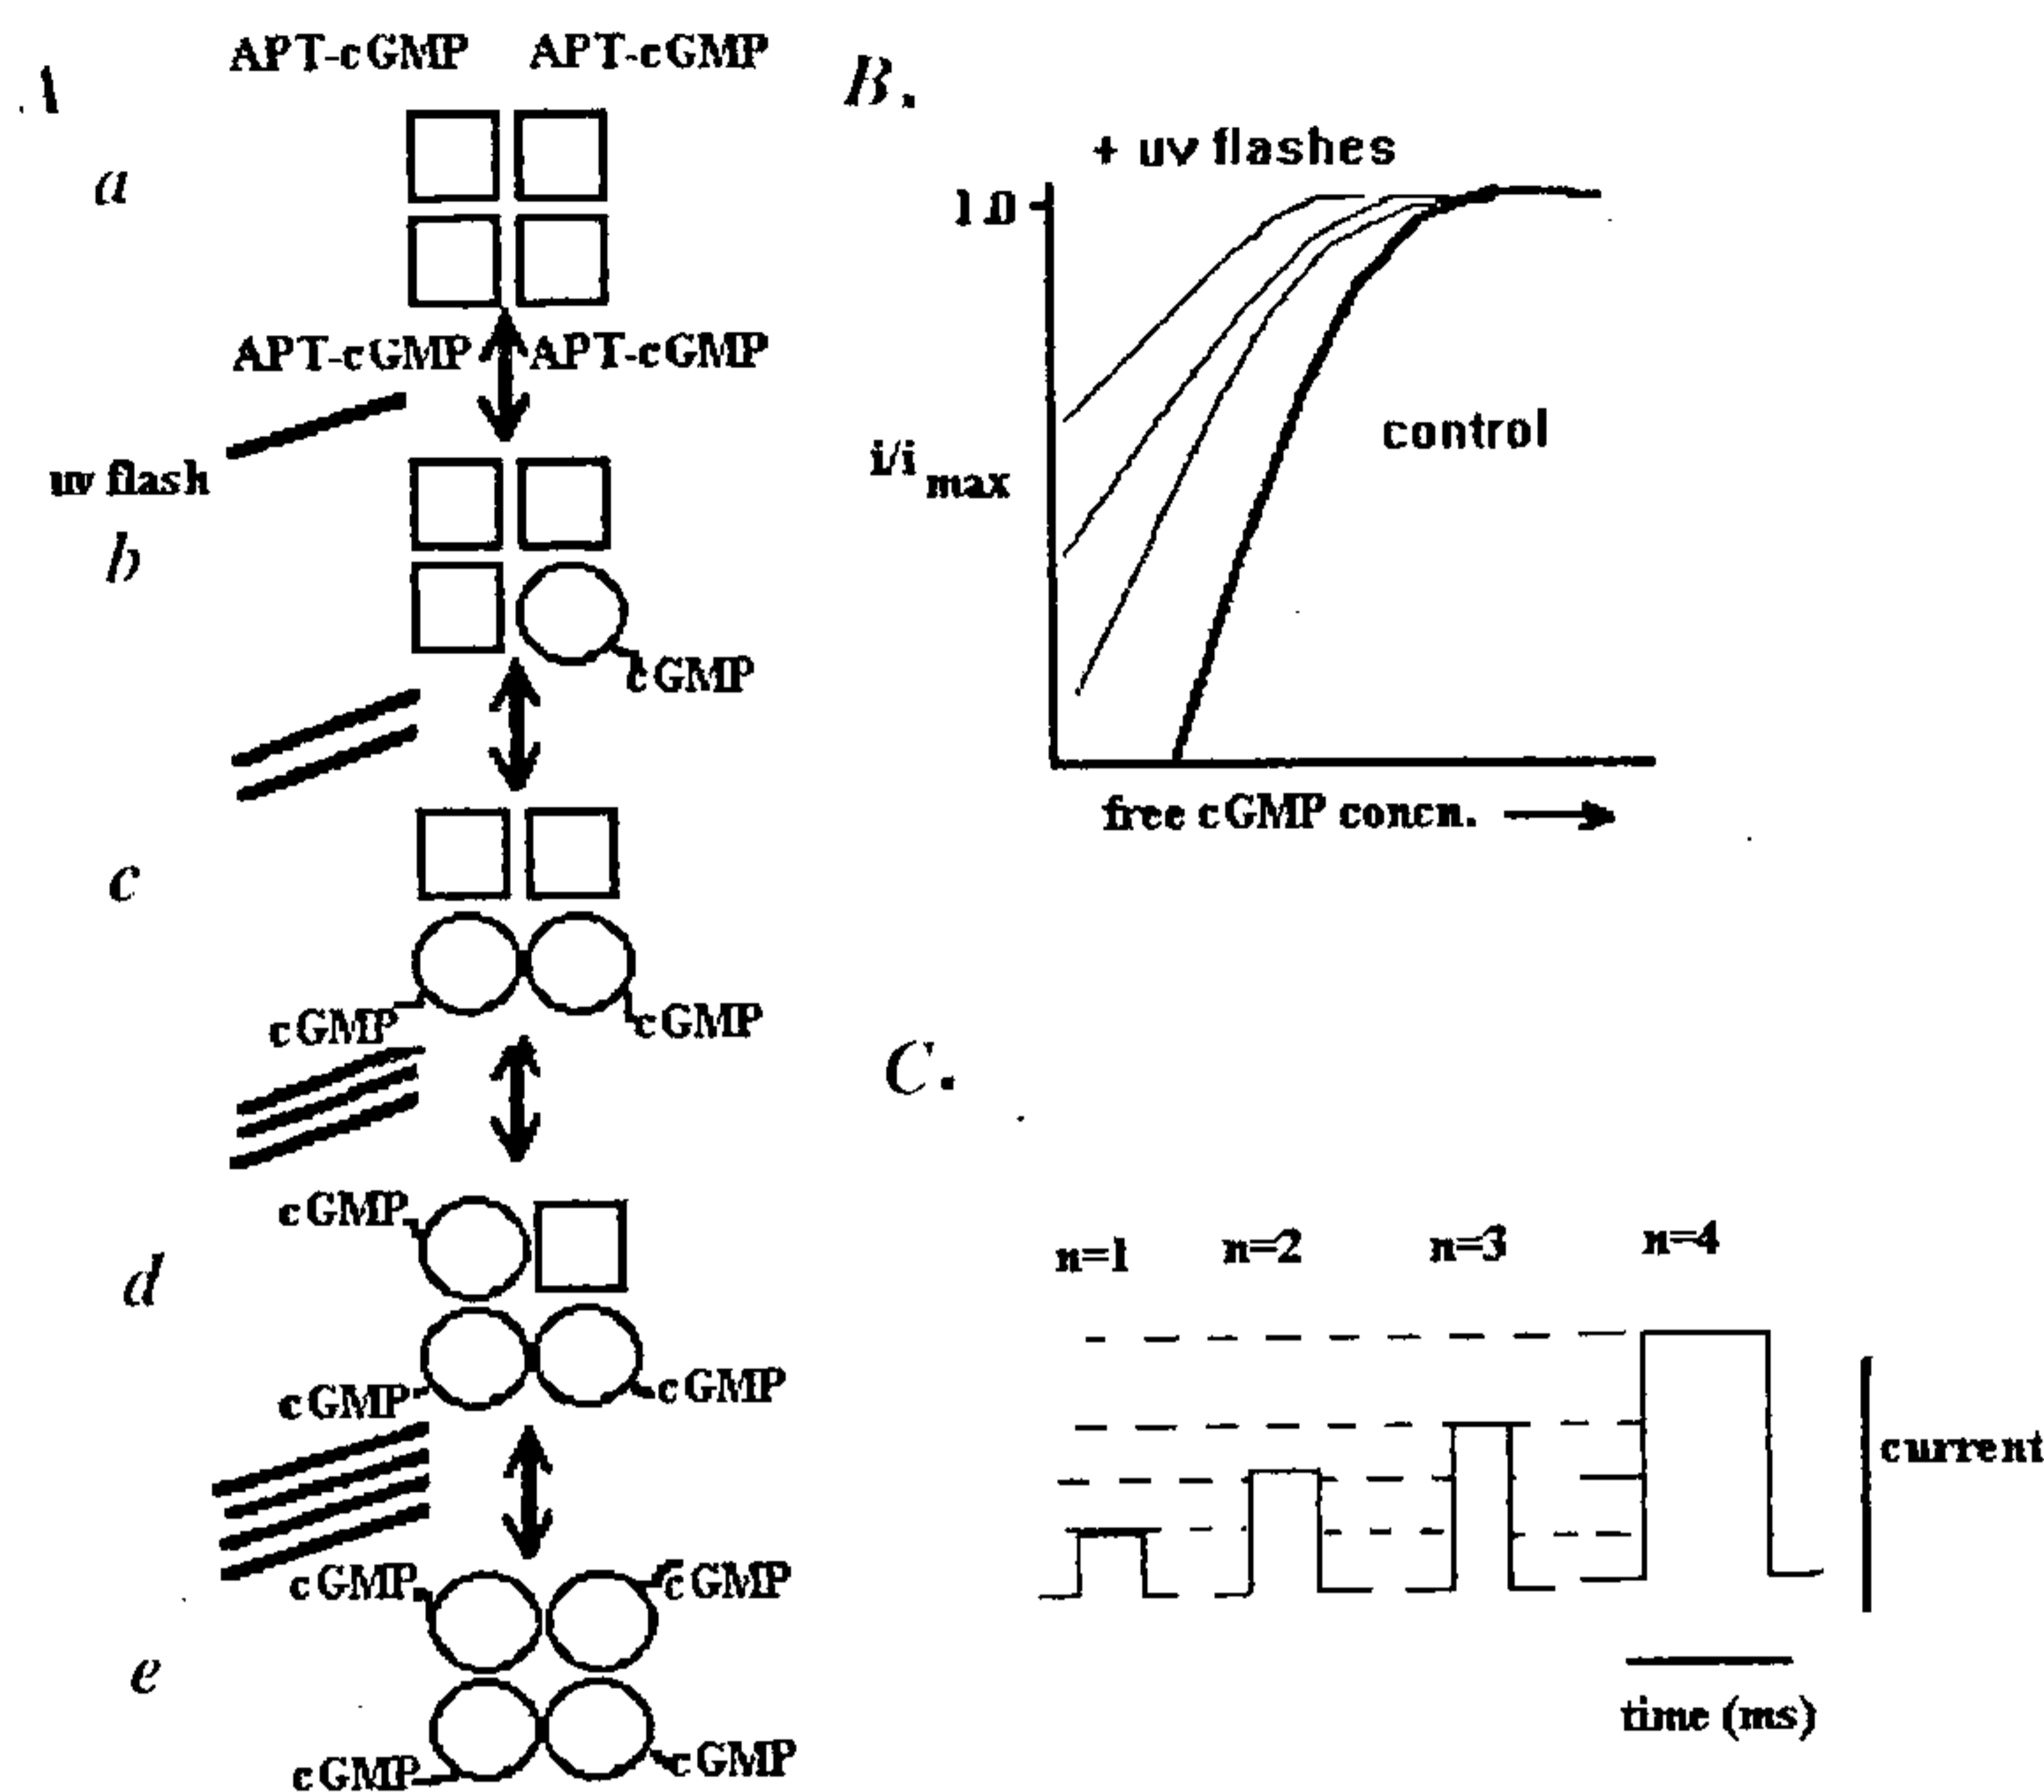 A
APT-cGMP APT-cGMP
a
APT-cGMP APT-cGMP
uv flash
b
cGMP
c
cGMP cGMP
cGMP
d
cGMP cGMP
cGMP cGMP
e
cGMP cGMP
B.
+ uv flashes
1.0
control
i/i max
free cGMP concn.
C.
n=1 n=2 n=3 n=4
current
time (ms)